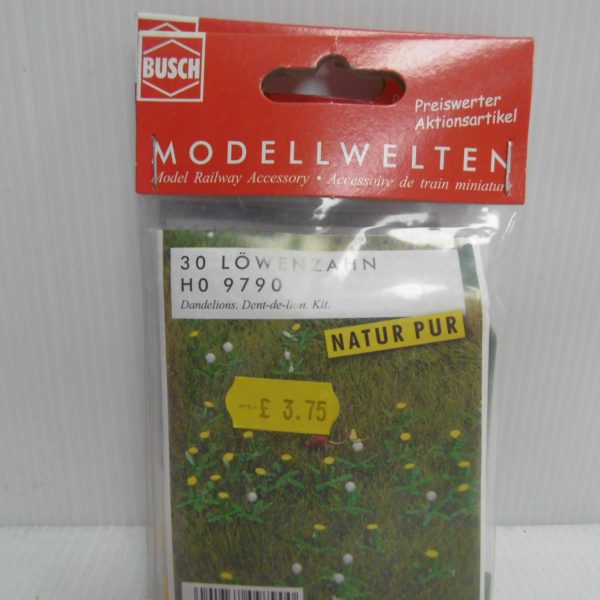 BUSCH
Preiswerter
Aktionsartikel
MODELLWELTEN
Model Railway Accessory • Accessoire de train miniature
30 LÖWENZAHN
H0 9790
Dandelions. Dent-de-lion. Kit.
NATUR PUR
£ 3.75